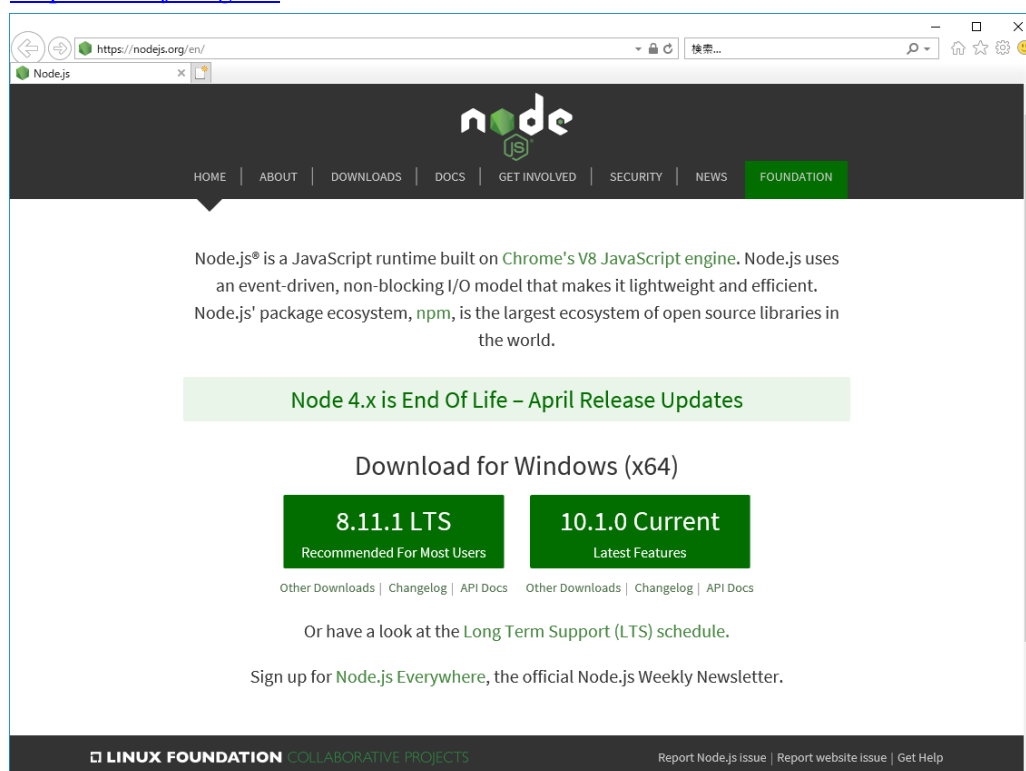 https://nodejs.org/en/
検索...
Node.js
node
JS
HOME | ABOUT | DOWNLOADS | DOCS | GET INVOLVED | SECURITY | NEWS FOUNDATION
Node.js® is a JavaScript runtime built on Chrome's V8 JavaScript engine. Node.js uses
an event-driven, non-blocking I/O model that makes it lightweight and efficient.
Node.js' package ecosystem, npm, is the largest ecosystem of open source libraries in
the world.
Node 4.x is End Of Life – April Release Updates
Download for Windows (x64)
8.11.1 LTS
Recommended For Most Users
10.1.0 Current
Latest Features
Other Downloads | Changelog | API Docs
Other Downloads | Changelog | API Docs
Or have a look at the Long Term Support (LTS) schedule.
Sign up for Node.js Everywhere, the official Node.js Weekly Newsletter.
LINUX FOUNDATION COLLABORATIVE PROJECTS
Report Node.js issue | Report website issue | Get Help